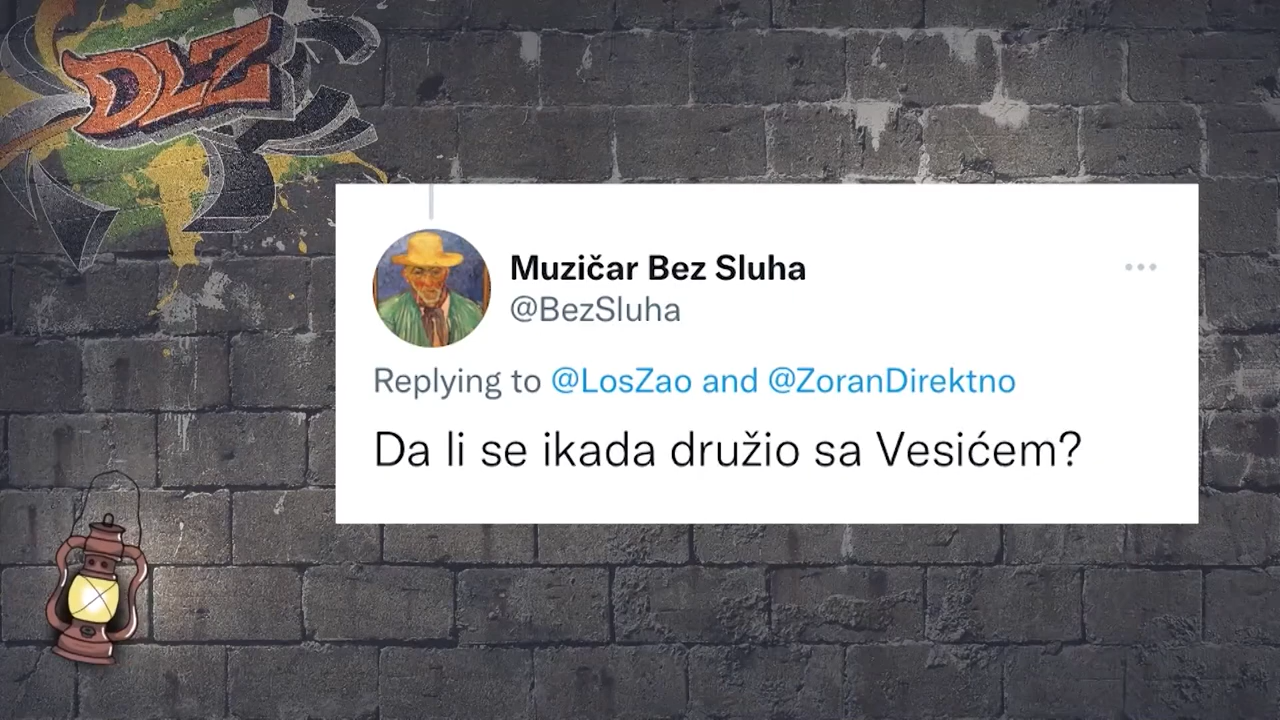 DLZ
Muzičar Bez Sluha
@BezSluha
Replying to @LosZao and @ZoranDirektno
Da li se ikada družio sa Vesićem?